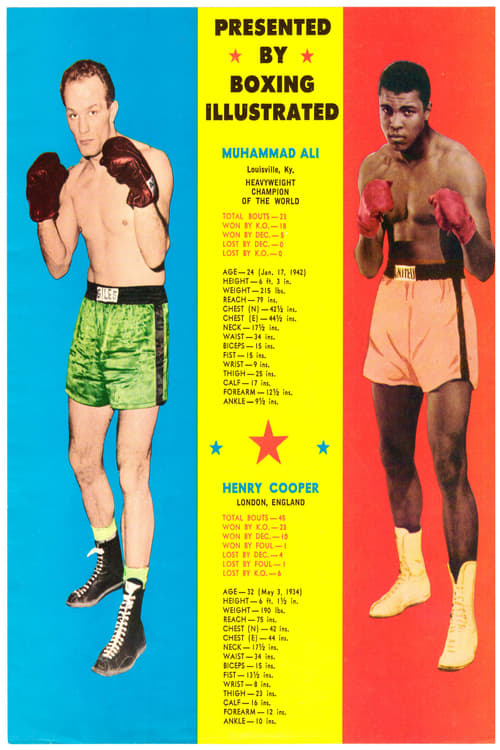 PRESENTED
BY
BOXING
ILLUSTRATED
MUHAMMAD ALI
Louisville, Ky.
HEAVYWEIGHT
CHAMPION
OF THE WORLD
TOTAL BOUTS—23
WON BY K.O.—18
WON BY DEC.—5
LOST BY DEC.—0
LOST BY K.O.—0
AGE—24 (Jan. 17, 1942)
HEIGHT—6 ft. 3 in.
WEIGHT—215 lbs.
REACH—79 ins.
CHEST (N)—42½ ins.
CHEST (E)—44½ ins.
NECK—17½ ins.
WAIST—34 ins.
BICEPS—15 ins.
FIST—15 ins.
WRIST—9 ins.
THIGH—25 ins.
CALF—17 ins.
FOREARM—12½ ins.
ANKLE—9½ ins.
HENRY COOPER
LONDON, ENGLAND
TOTAL BOUTS—45
WON BY K.O.—23
WON BY DEC.—10
WON BY FOUL—1
LOST BY DEC.—4
LOST BY FOUL—1
LOST BY K.O.—6
AGE—32 (May 3, 1934)
HEIGHT—6 ft. 1½ in.
WEIGHT—190 lbs.
REACH—75 ins.
CHEST (N)—42 ins.
CHEST (E)—44 ins.
NECK—17½ ins.
WAIST—34 ins.
BICEPS—15 ins.
FIST—13½ ins.
WRIST—8 ins.
THIGH—23 ins.
CALF—16 ins.
FOREARM—12 ins.
ANKLE—10 ins.